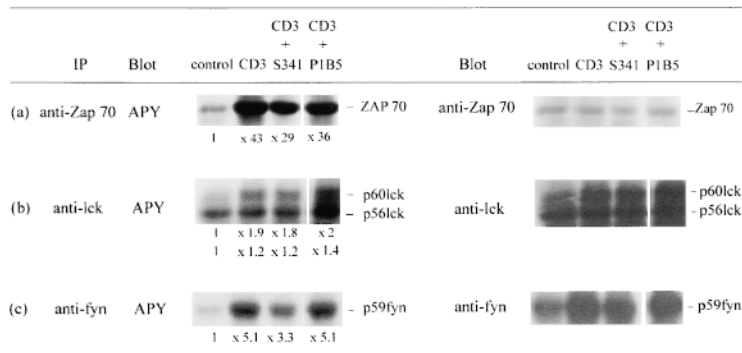 CD3 CD3
+ +
IP Blot control CD3 S341 P1B5
CD3 CD3
+ +
Blot control CD3 S341 P1B5
(a) anti-Zap 70 APY – ZAP 70 anti-Zap 70 –Zap 70
1 x 43 x 29 x 36
(b) anti-lck APY – p60lck – p56lck anti-lck – p60lck – p56lck
1 x 1.9 x 1.8 x 2
1 x 1.2 x 1.2 x 1.4
(c) anti-fyn APY – p59fyn anti-fyn – p59fyn
1 x 5.1 x 3.3 x 5.1